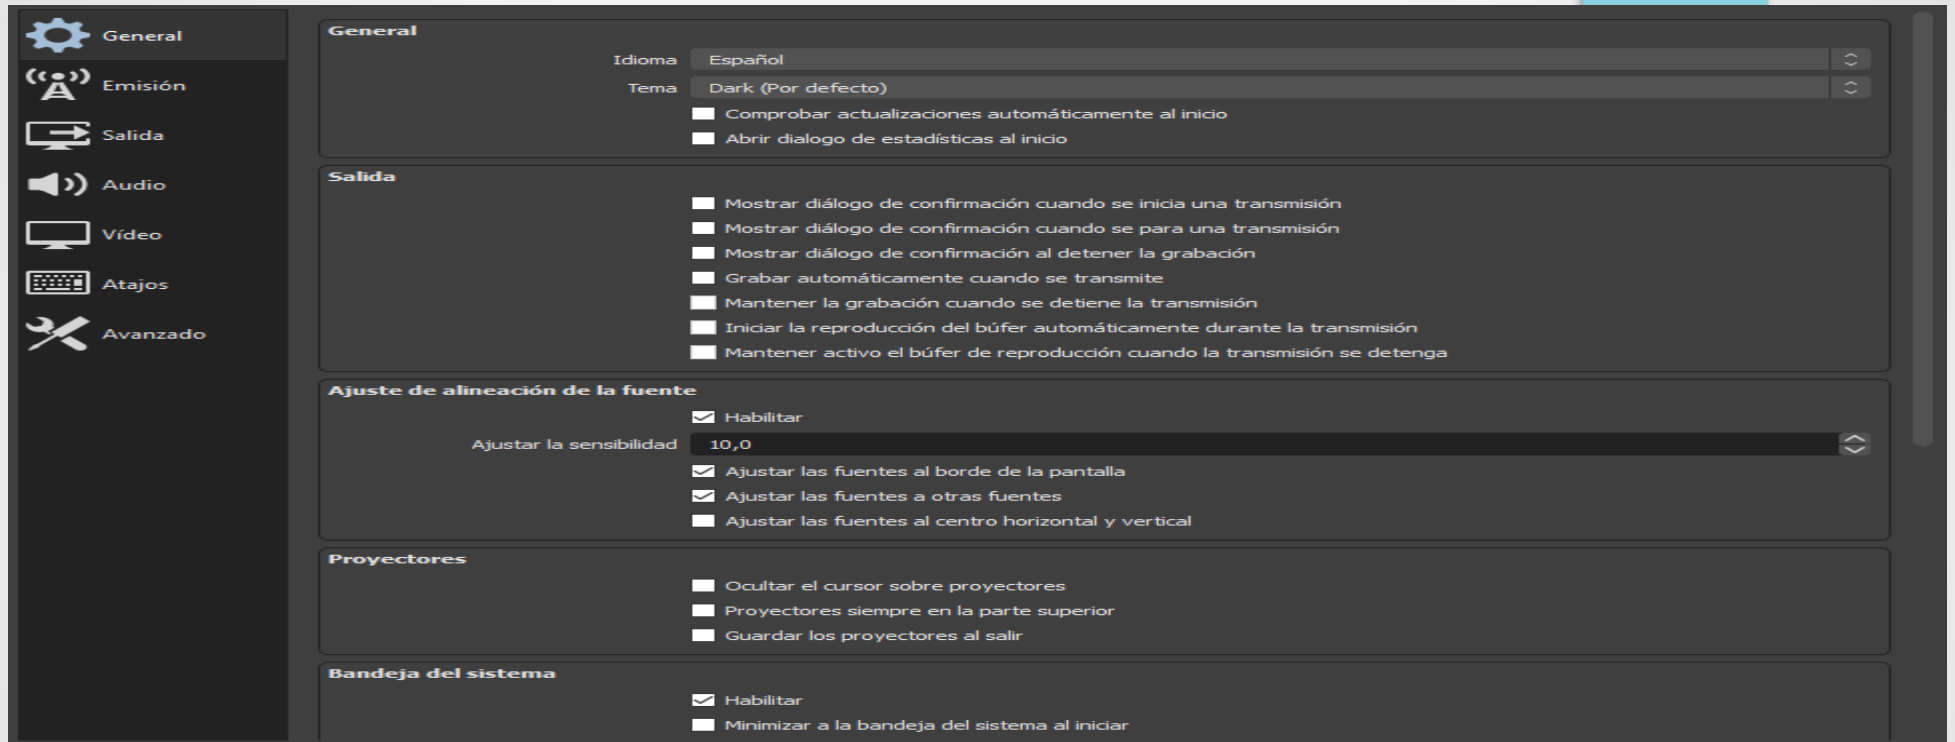 General
Emisión
Salida
Audio
Vídeo
Atajos
Avanzado
General
Idioma Español
Tema Dark (Por defecto)
Comprobar actualizaciones automáticamente al inicio
Abrir dialogo de estadísticas al inicio
Salida
Mostrar diálogo de confirmación cuando se inicia una transmisión
Mostrar diálogo de confirmación cuando se para una transmisión
Mostrar diálogo de confirmación al detener la grabación
Grabar automáticamente cuando se transmite
Mantener la grabación cuando se detiene la transmisión
Iniciar la reproducción del búfer automáticamente durante la transmisión
Mantener activo el búfer de reproducción cuando la transmisión se detenga
Ajuste de alineación de la fuente
Habilitar
Ajustar la sensibilidad 10,0
Ajustar las fuentes al borde de la pantalla
Ajustar las fuentes a otras fuentes
Ajustar las fuentes al centro horizontal y vertical
Proyectores
Ocultar el cursor sobre proyectores
Proyectores siempre en la parte superior
Guardar los proyectores al salir
Bandeja del sistema
Habilitar
Minimizar a la bandeja del sistema al iniciar